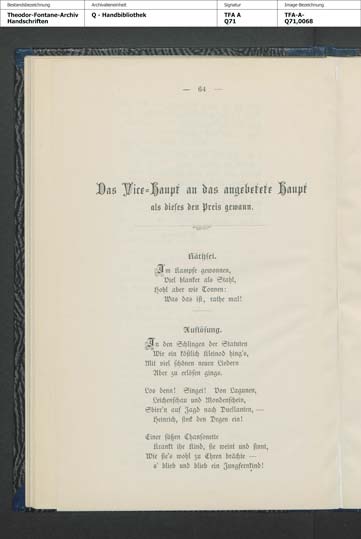 Bestandsbezeichnung
Archivalieneinheit
Signatur
Image-Bezeichnung
Theodor-Fontane-Archiv
Handschriften
Q - Handbibliothek
TFA A
Q71
TFA-A-
Q71,0068
— 64 —
Das Vice-Haupt an das angebetete Haupt
als dieses den Preis gewann.
Räthsel.
Im Kampfe gewonnen,
Viel blanker als Stahl,
Hohl aber wie Tonnen:
Was das ist, rathe mal!
Auflösung.
In den Schlingen der Statuten
Wie ein köstlich Kleinod hing's,
Mit viel schönen neuen Liedern
Aber zu erlösen gings.
Los denn! Singet! Von Lagunen,
Leichenschau und Mondenschein,
Sbirr'n auf Jagd nach Duellanten, —
Heinrich, steck den Degen ein!
Einer süßen Chansonette
Krankt ihr Kind, sie weint und sinnt,
Wie sie's wohl zu Ehren brächte —
s' blieb und blieb ein Jungfernkind!